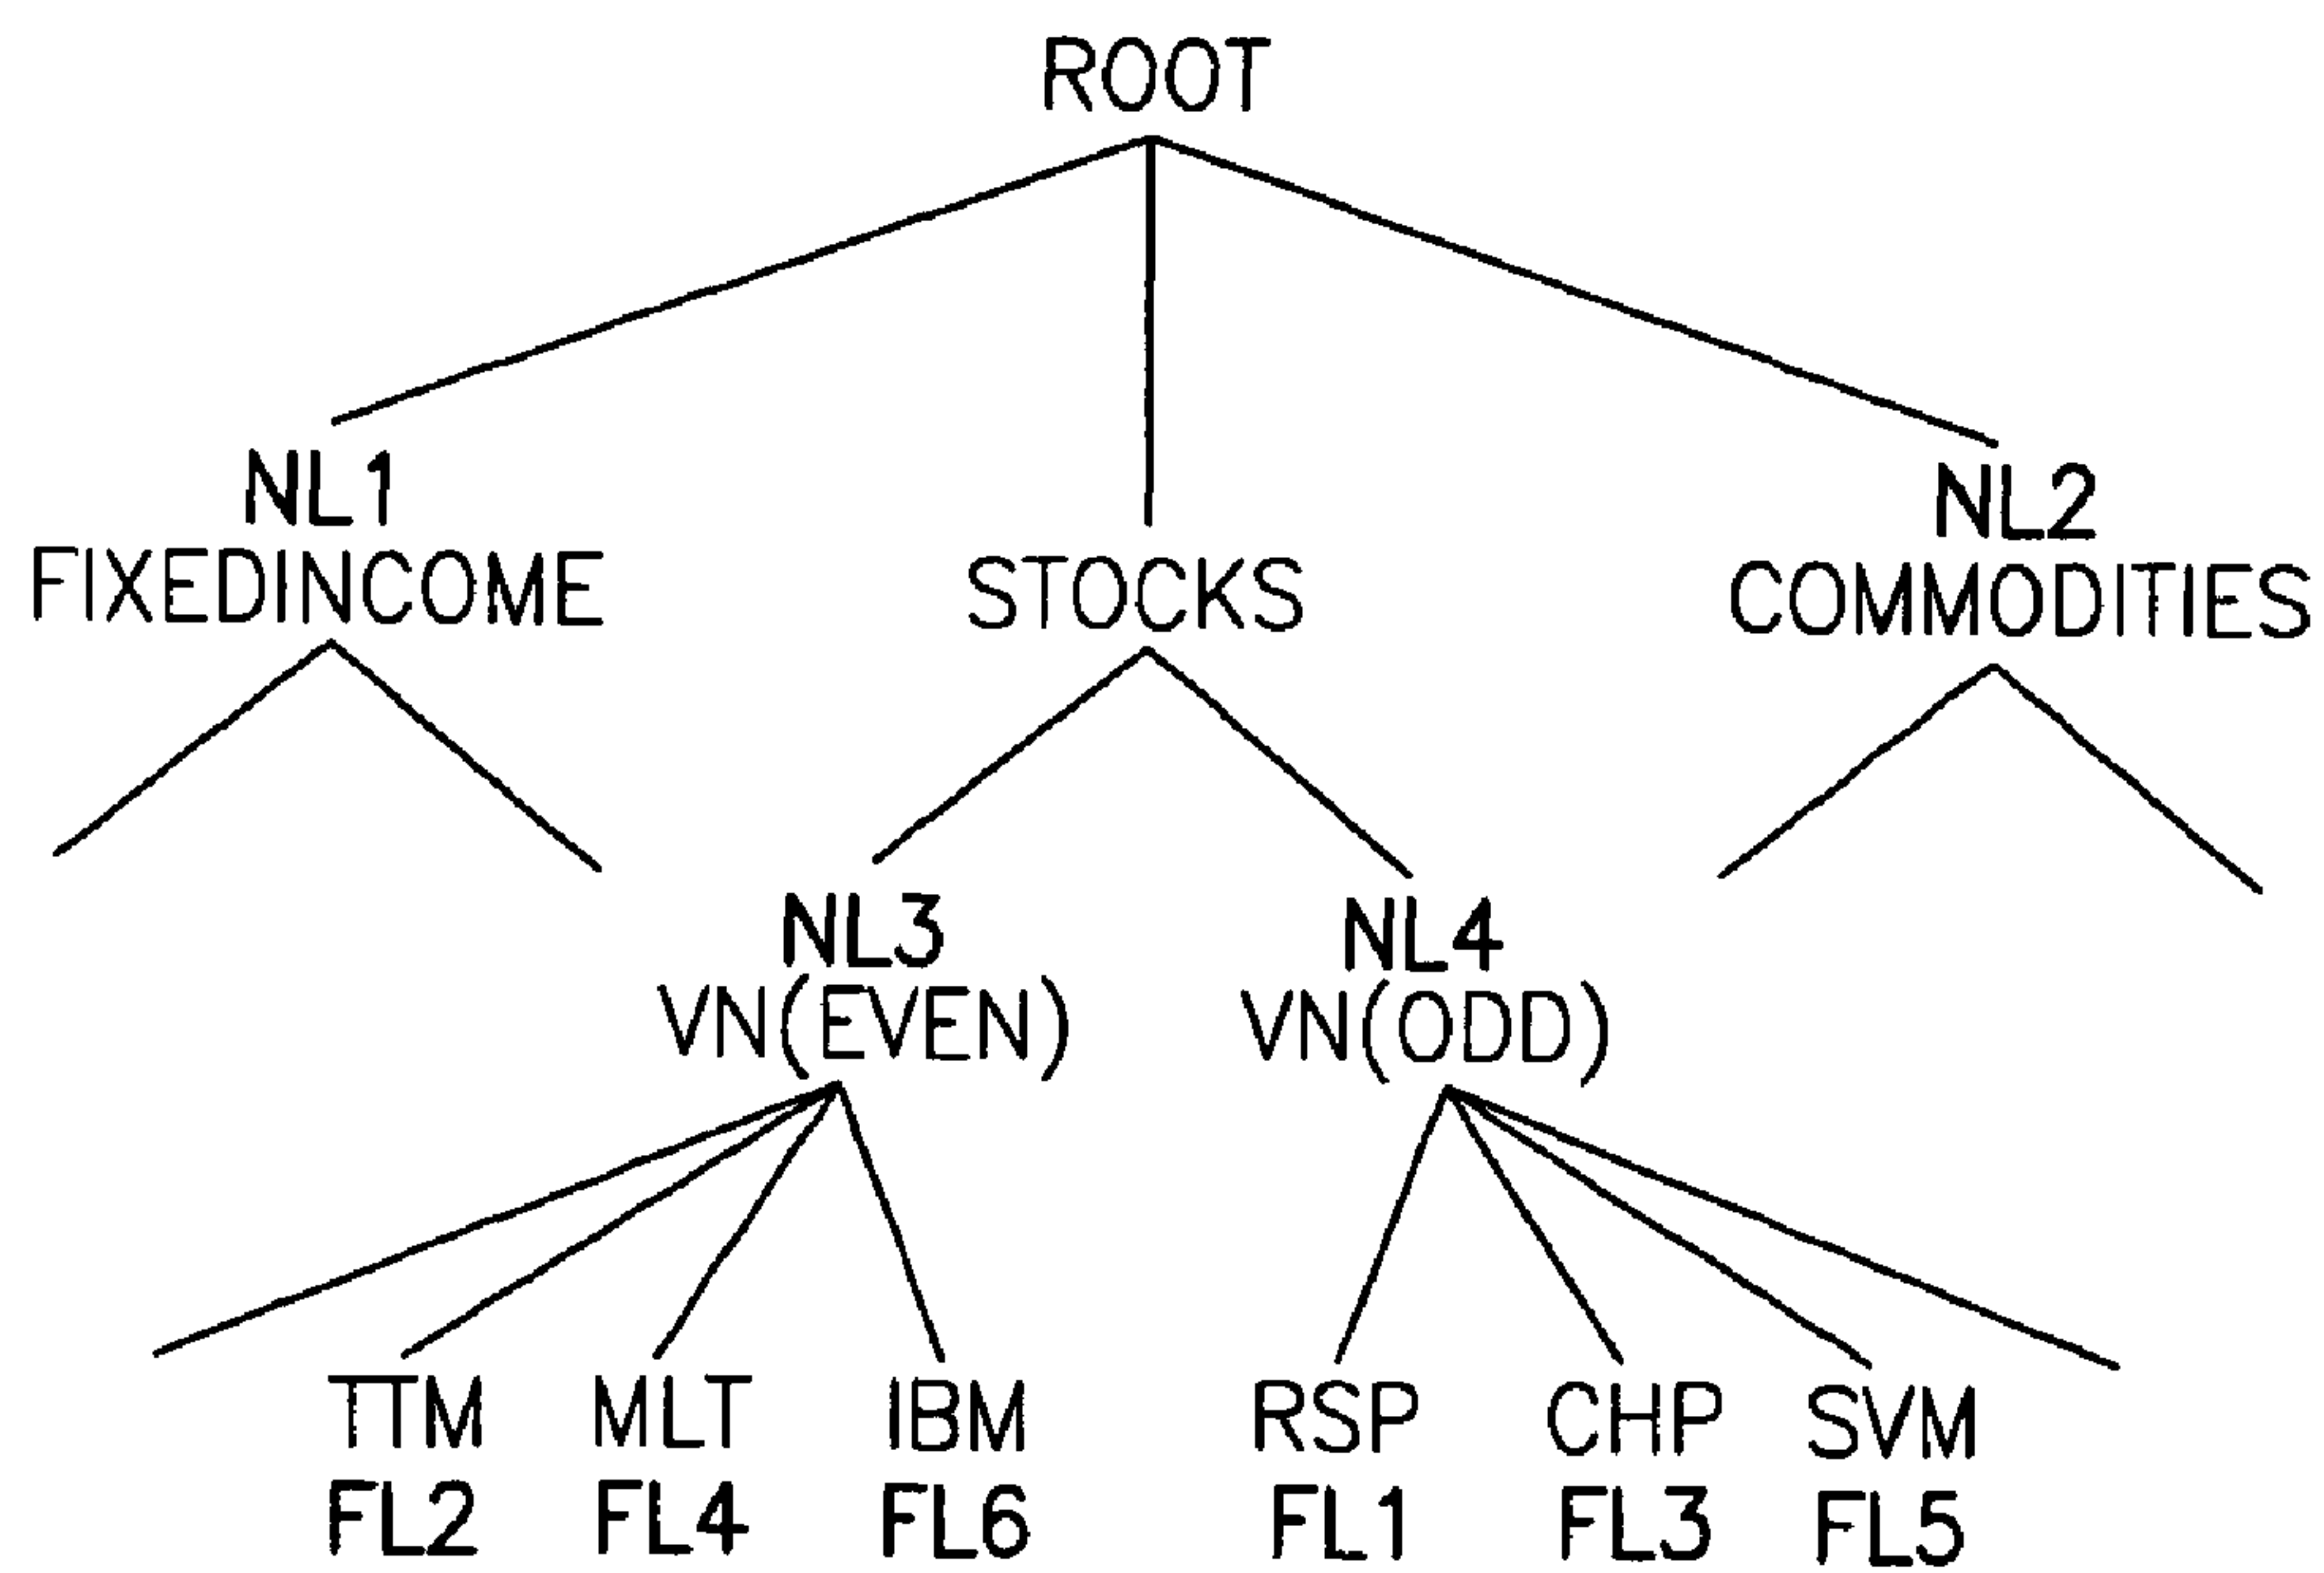 ROOT
NL1
FIXEDINCOME
STOCKS
NL2
COMMODITIES
NL3
VN(EVEN)
NL4
VN(ODD)
TTM
FL2
MLT
FL4
IBM
FL6
RSP
FL1
CHP
FL3
SVM
FL5